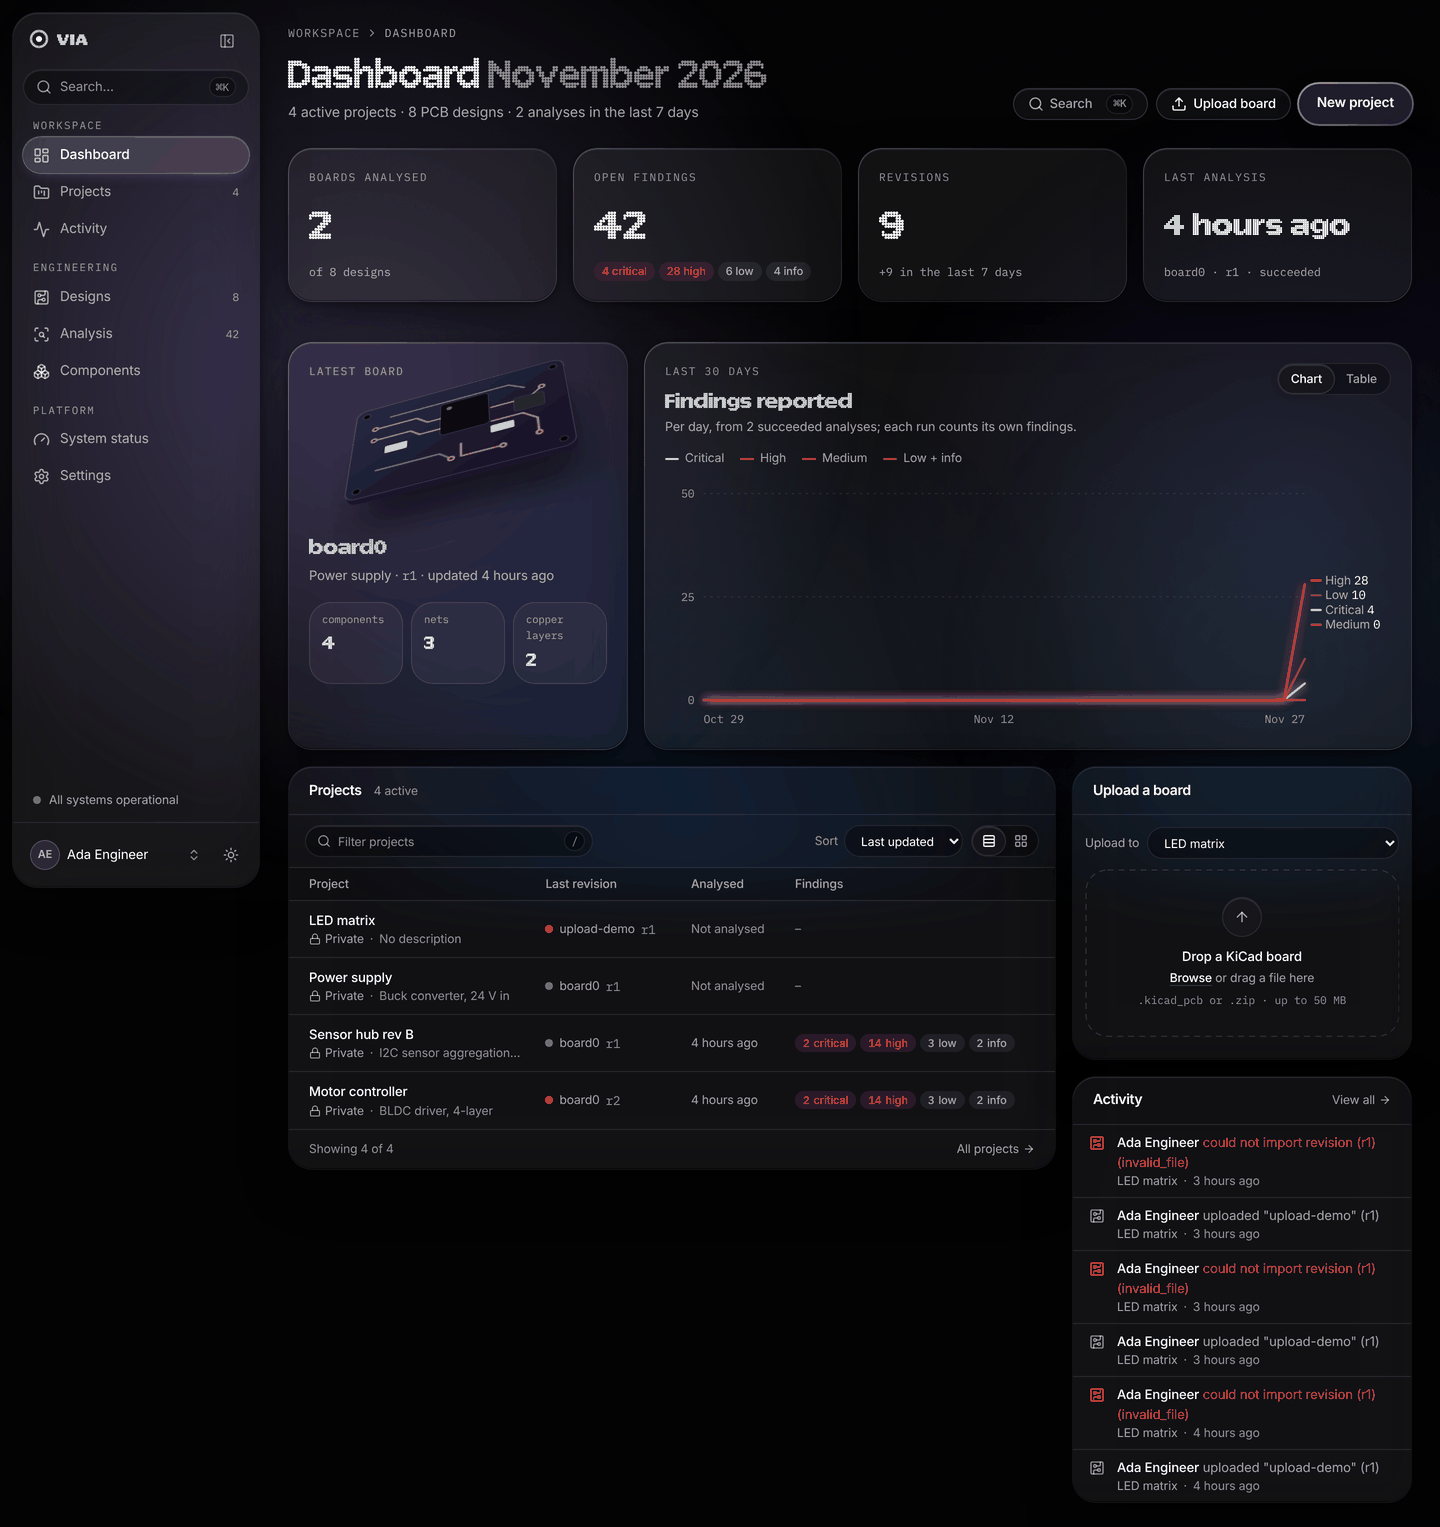 VIA
Search... ⌘K
WORKSPACE
Dashboard
Projects 4
Activity
ENGINEERING
Designs 8
Analysis 42
Components
PLATFORM
System status
Settings
All systems operational
AE Ada Engineer
WORKSPACE > DASHBOARD
Dashboard November 2026
4 active projects · 8 PCB designs · 2 analyses in the last 7 days
Search ⌘K
Upload board
New project
BOARDS ANALYSED
2
of 8 designs
OPEN FINDINGS
42
4 critical 28 high 6 low 4 info
REVISIONS
9
+9 in the last 7 days
LAST ANALYSIS
4 hours ago
board0 · r1 · succeeded
LATEST BOARD
board0
Power supply · r1 · updated 4 hours ago
components
4
nets
3
copper
layers
2
LAST 30 DAYS
Findings reported
Per day, from 2 succeeded analyses; each run counts its own findings.
Chart Table
Critical High Medium Low + info
50
25
0
High 28
Low 10
Critical 4
Medium 0
Oct 29 Nov 12 Nov 27
Projects 4 active
Filter projects /
Sort Last updated
Project Last revision Analysed Findings
LED matrix
Private · No description
upload-demo r1 Not analysed –
Power supply
Private · Buck converter, 24 V in
board0 r1 Not analysed –
Sensor hub rev B
Private · I2C sensor aggregation...
board0 r1 4 hours ago 2 critical 14 high 3 low 2 info
Motor controller
Private · BLDC driver, 4-layer
board0 r2 4 hours ago 2 critical 14 high 3 low 2 info
Showing 4 of 4 All projects →
Upload a board
Upload to LED matrix
Drop a KiCad board
Browse or drag a file here
.kicad_pcb or .zip · up to 50 MB
Activity View all →
Ada Engineer could not import revision (r1)
(invalid_file)
LED matrix · 3 hours ago
Ada Engineer uploaded "upload-demo" (r1)
LED matrix · 3 hours ago
Ada Engineer could not import revision (r1)
(invalid_file)
LED matrix · 3 hours ago
Ada Engineer uploaded "upload-demo" (r1)
LED matrix · 3 hours ago
Ada Engineer could not import revision (r1)
(invalid_file)
LED matrix · 4 hours ago
Ada Engineer uploaded "upload-demo" (r1)
LED matrix · 4 hours ago